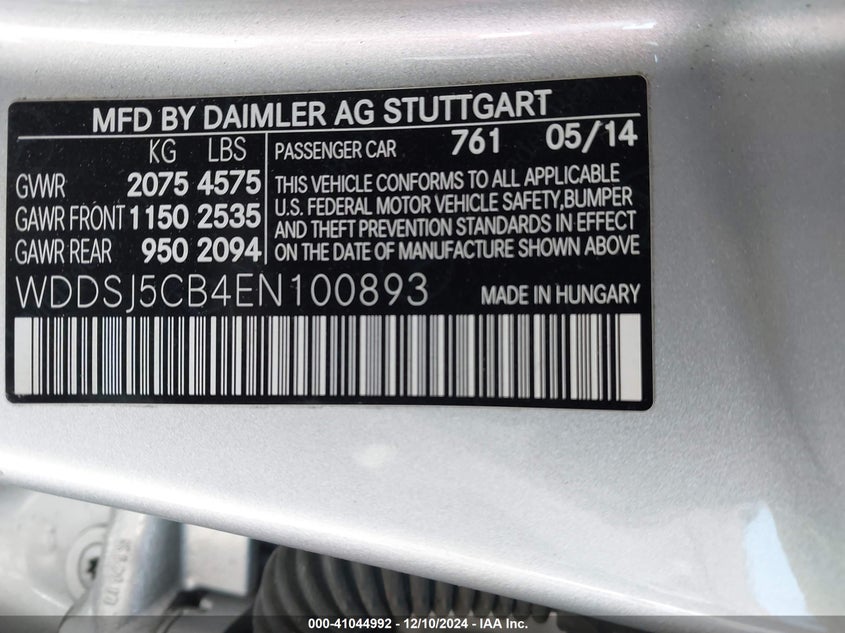 MFD BY DAIMLER AG STUTTGART
KG LBS
GVWR 2075 4575
GAWR FRONT 1150 2535
GAWR REAR 950 2094
PASSENGER CAR 761 05/14
THIS VEHICLE CONFORMS TO ALL APPLICABLE
U.S. FEDERAL MOTOR VEHICLE SAFETY,BUMPER
AND THEFT PREVENTION STANDARDS IN EFFECT
ON THE DATE OF MANUFACTURE SHOWN ABOVE
WDDSJ5CB4EN100893 MADE IN HUNGARY
000-41044992 - 12/10/2024 - IAA Inc.